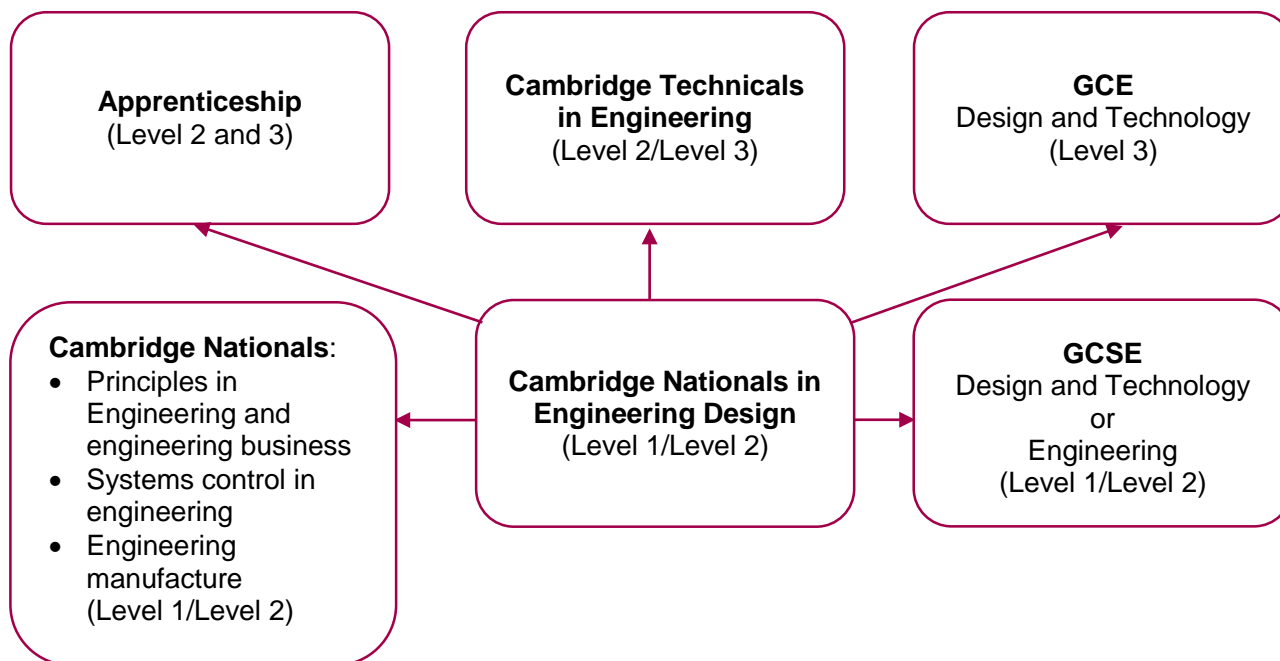 Apprenticeship
(Level 2 and 3)
Cambridge Technicals
in Engineering
(Level 2/Level 3)
GCE
Design and Technology
(Level 3)
Cambridge Nationals:
• Principles in
Engineering and
engineering business
• Systems control in
engineering
• Engineering
manufacture
(Level 1/Level 2)
Cambridge Nationals in
Engineering Design
(Level 1/Level 2)
GCSE
Design and Technology
or
Engineering
(Level 1/Level 2)